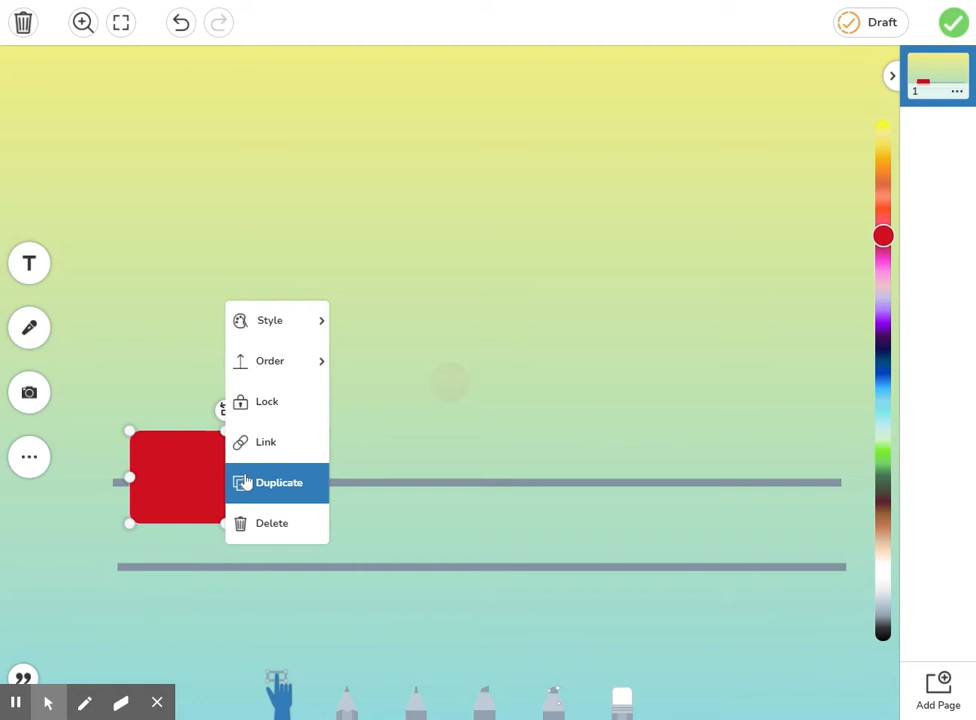 Draft
1
T
Style
Order
Lock
Link
Duplicate
Delete
Add Page